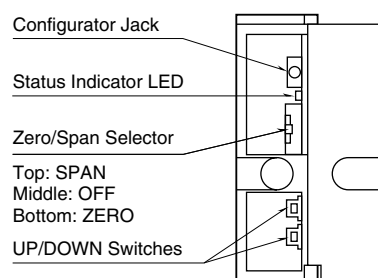 Configurator Jack
Status Indicator LED
Zero/Span Selector
Top: SPAN
Middle: OFF
Bottom: ZERO
UP/DOWN Switches